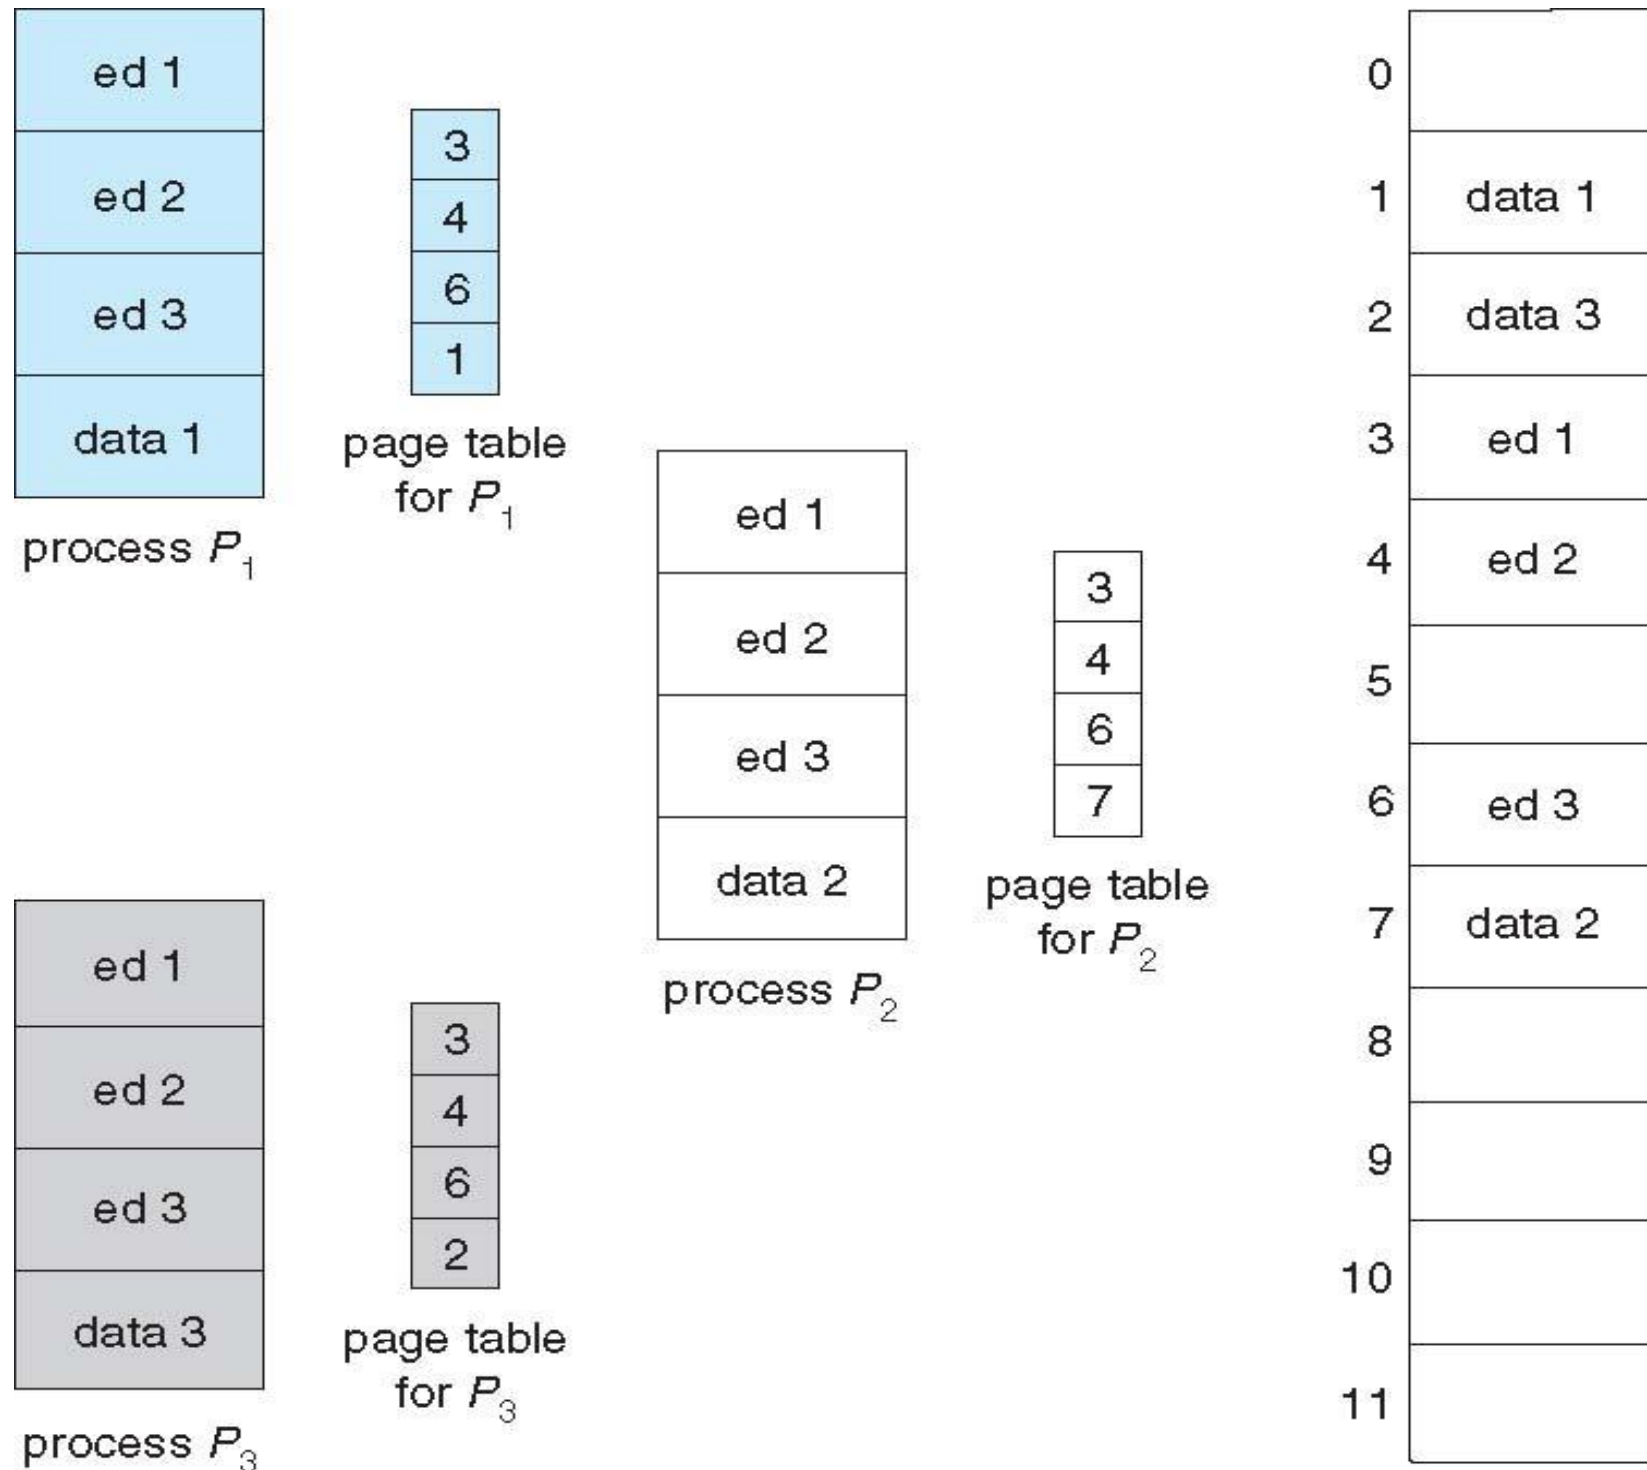 ed 1
ed 2
ed 3
data 1
process P1
3
4
6
1
page table
for P1
ed 1
ed 2
ed 3
data 2
process P2
3
4
6
7
page table
for P2
ed 1
ed 2
ed 3
data 3
process P3
3
4
6
2
page table
for P3
0
1 data 1
2 data 3
3 ed 1
4 ed 2
5
6 ed 3
7 data 2
8
9
10
11